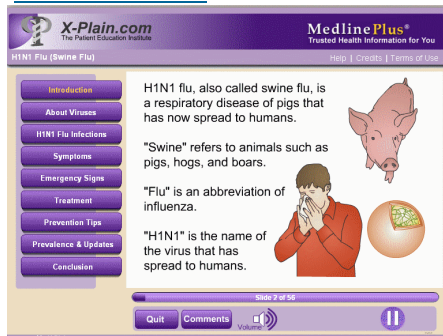 X-Plain.com
The Patient Education Institute
MedlinePlus®
Trusted Health Information for You
H1N1 Flu (Swine Flu)
Help | Credits | Terms of Use
Introduction
About Viruses
H1N1 Flu Infections
Symptoms
Emergency Signs
Treatment
Prevention Tips
Prevalence & Updates
Conclusion
H1N1 flu, also called swine flu, is
a respiratory disease of pigs that
has now spread to humans.
"Swine" refers to animals such as
pigs, hogs, and boars.
"Flu" is an abbreviation of
influenza.
"H1N1" is the name of
the virus that has
spread to humans.
Slide 2 of 56
Quit
Comments
Volume